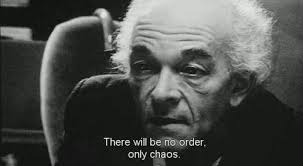 There will be no order,
only chaos.